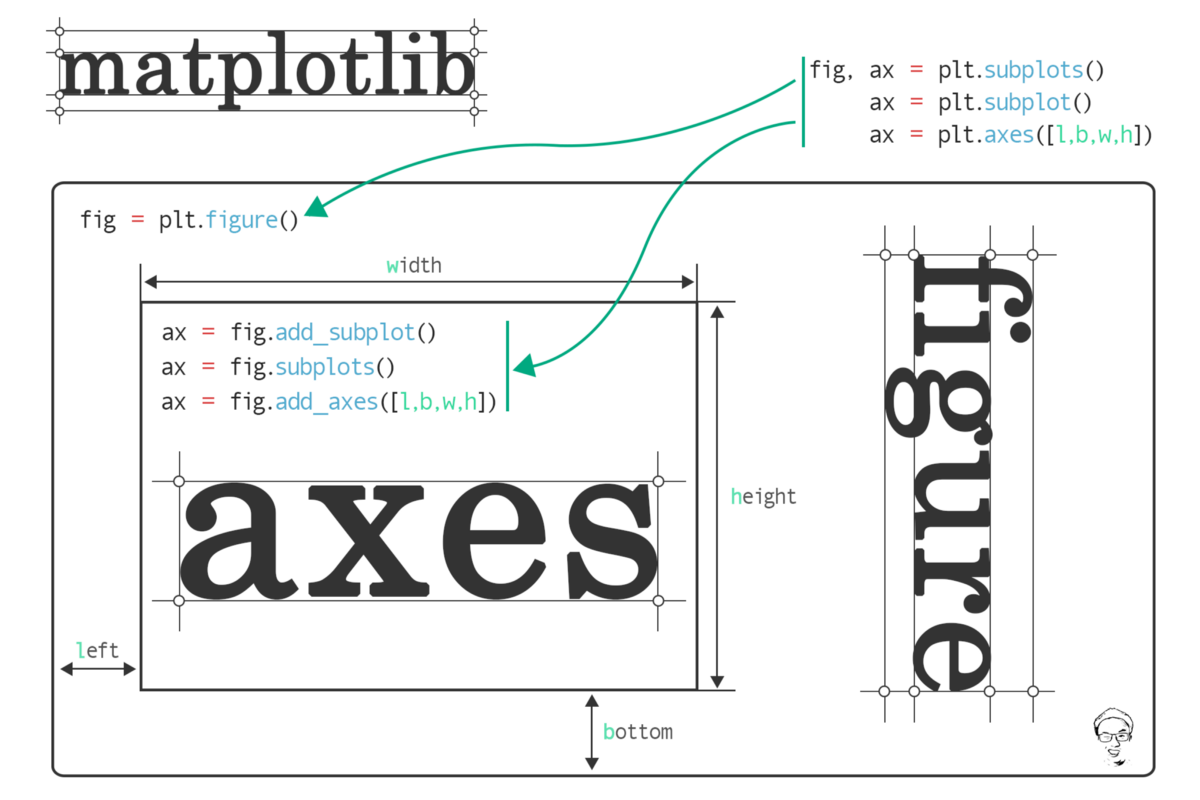 matplotlib
fig, ax = plt.subplots()
ax = plt.subplot()
ax = plt.axes([l,b,w,h])
fig = plt.figure()
width
ax = fig.add_subplot()
ax = fig.subplots()
ax = fig.add_axes([l,b,w,h])
axes
height
figure
left
bottom